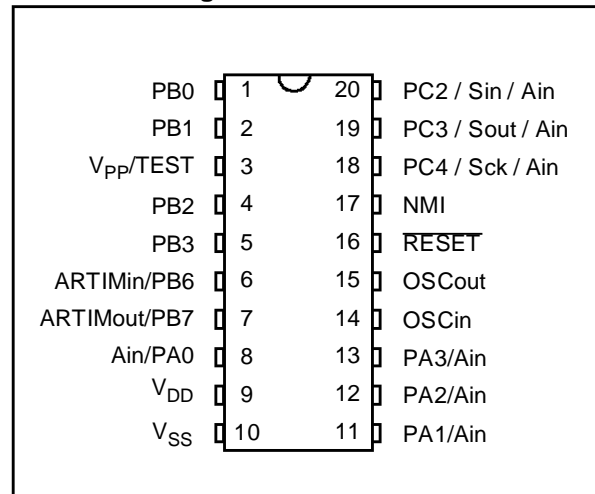 PB0 1 20 PC2 / Sin / Ain
PB1 2 19 PC3 / Sout / Ain
VPP/TEST 3 18 PC4 / Sck / Ain
PB2 4 17 NMI
PB3 5 16 RESET
ARTIMin/PB6 6 15 OSCout
ARTIMout/PB7 7 14 OSCin
Ain/PA0 8 13 PA3/Ain
VDD 9 12 PA2/Ain
VSS 10 11 PA1/Ain